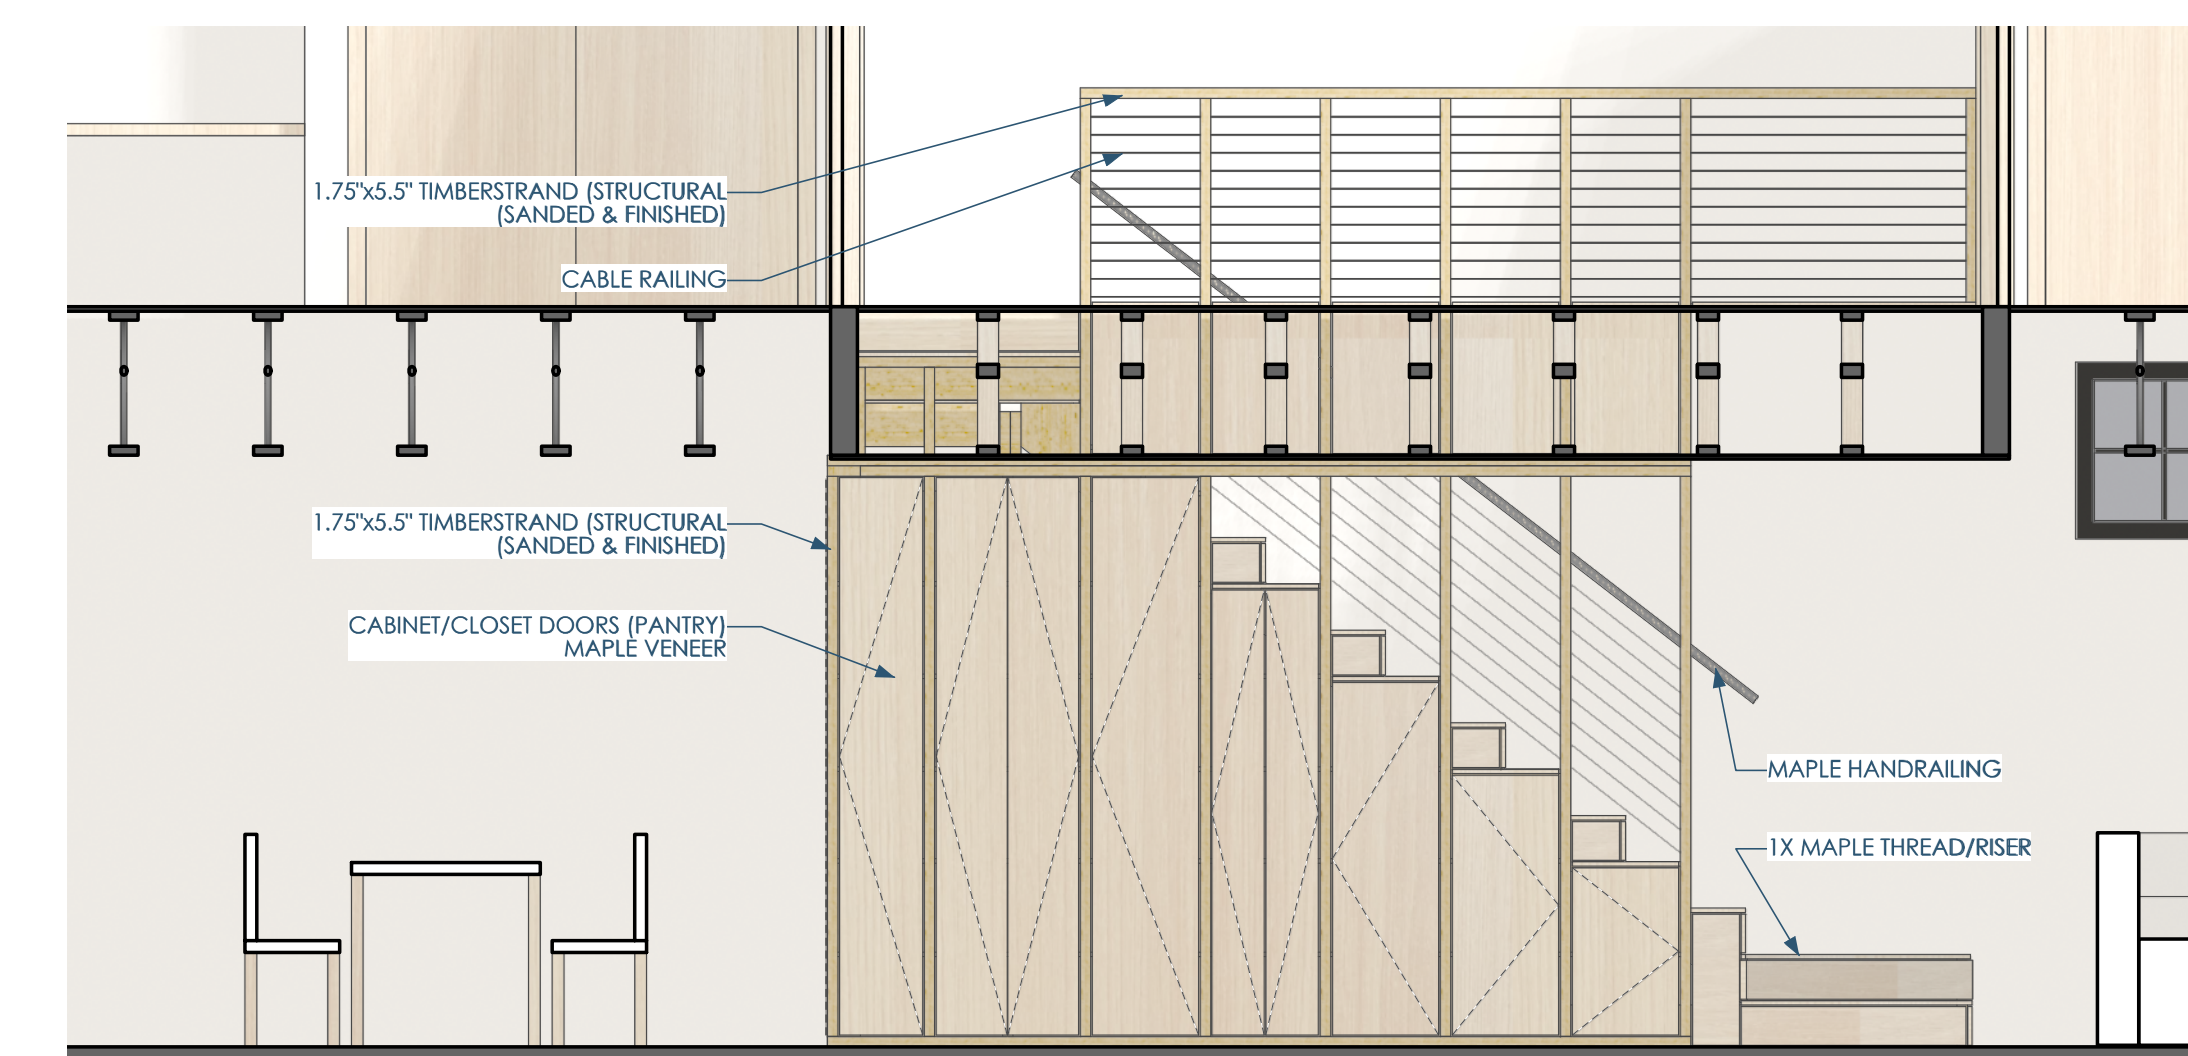 1.75"x5.5" TIMBERSTRAND (STRUCTURAL
(SANDED & FINISHED)
CABLE RAILING
1.75"x5.5" TIMBERSTRAND (STRUCTURAL
(SANDED & FINISHED)
CABINET/CLOSET DOORS (PANTRY)
MAPLE VENEER
MAPLE HANDRAILING
1X MAPLE THREAD/RISER